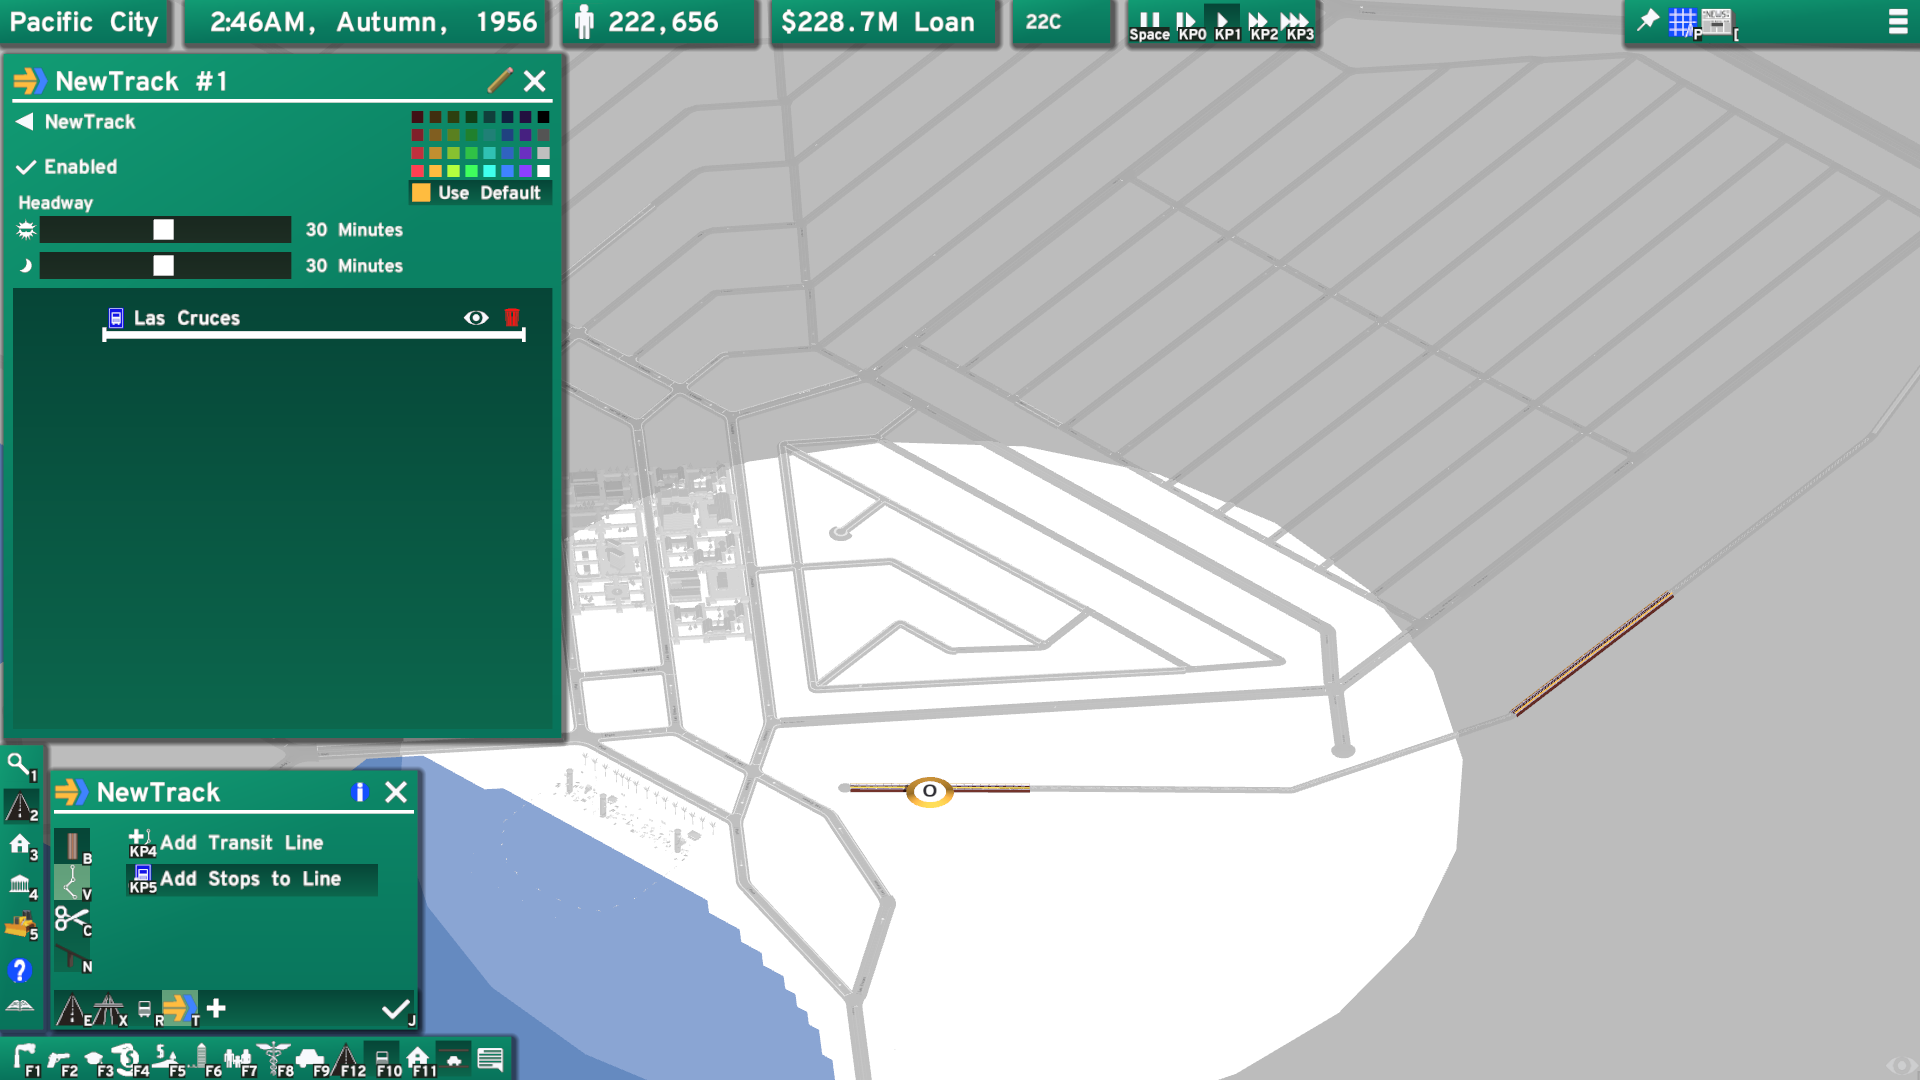 Pacific City
2:46AM, Autumn, 1956
222,656
$228.7M Loan
22C
Space KP0 KP1 KP2 KP3
P [
NEWS
NewTrack #1
NewTrack
Enabled
Use Default
Headway
30 Minutes
30 Minutes
Las Cruces
O
1
2
3
4
5
?
NewTrack
i
B
V
C
N
KP4 Add Transit Line
KP5 Add Stops to Line
E X R T J
F1 F2 F3 F4 F5 F6 F7 F8 F9 F12 F10 F11